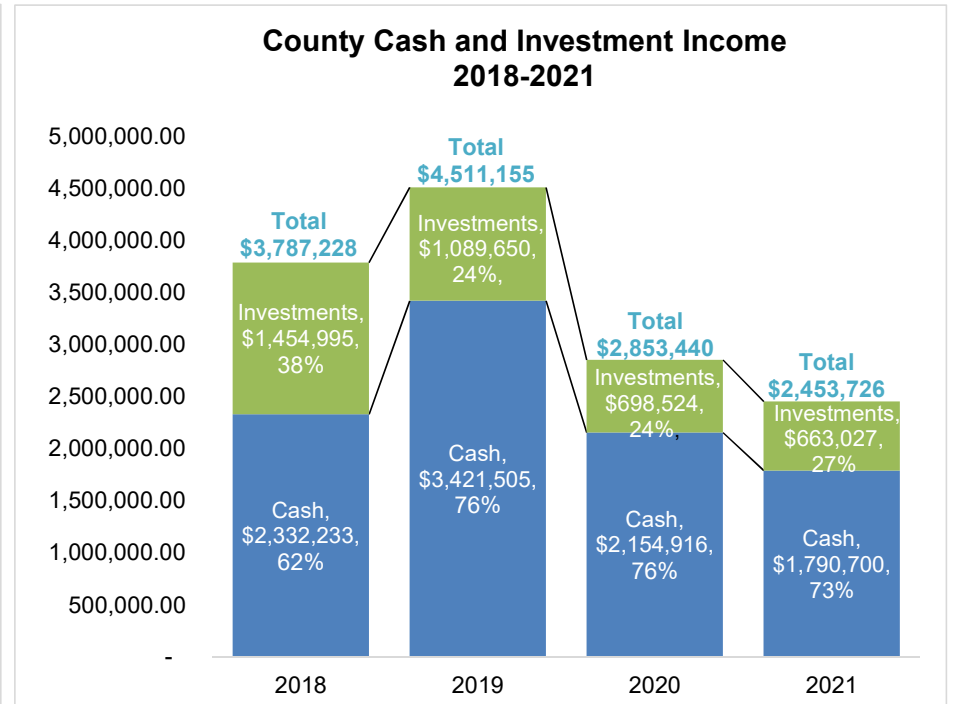 County Cash and Investment Income
2018-2021
5,000,000.00
4,500,000.00
4,000,000.00
3,500,000.00
3,000,000.00
2,500,000.00
2,000,000.00
1,500,000.00
1,000,000.00
500,000.00
-
Total
$3,787,228
Investments,
$1,454,995,
38%
Cash,
$2,332,233,
62%
Total
$4,511,155
Investments,
$1,089,650,
24%,
Cash,
$3,421,505,
76%
Total
$2,853,440
Investments,
$698,524,
24%,
Cash,
$2,154,916,
76%
Total
$2,453,726
Investments,
$663,027,
27%
Cash,
$1,790,700,
73%
2018
2019
2020
2021